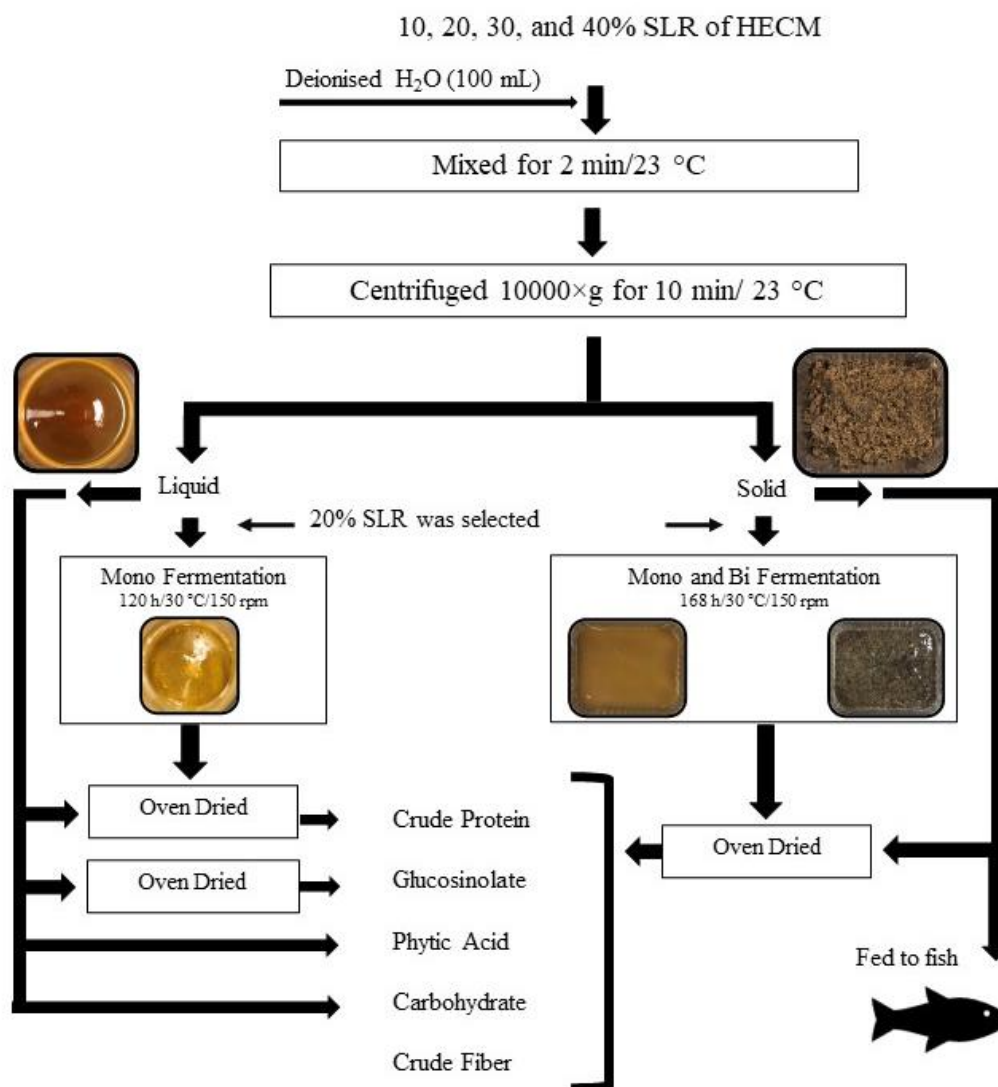 10, 20, 30, and 40% SLR of HECM
Deionised H₂O (100 mL)
Mixed for 2 min/23 °C
Centrifuged 10000×g for 10 min/ 23 °C
Liquid
Solid
20% SLR was selected
Mono Fermentation
120 h/30 °C/150 rpm
Mono and Bi Fermentation
168 h/30 °C/150 rpm
Oven Dried
Crude Protein
Oven Dried
Oven Dried
Glucosinolate
Phytic Acid
Fed to fish
Carbohydrate
Crude Fiber